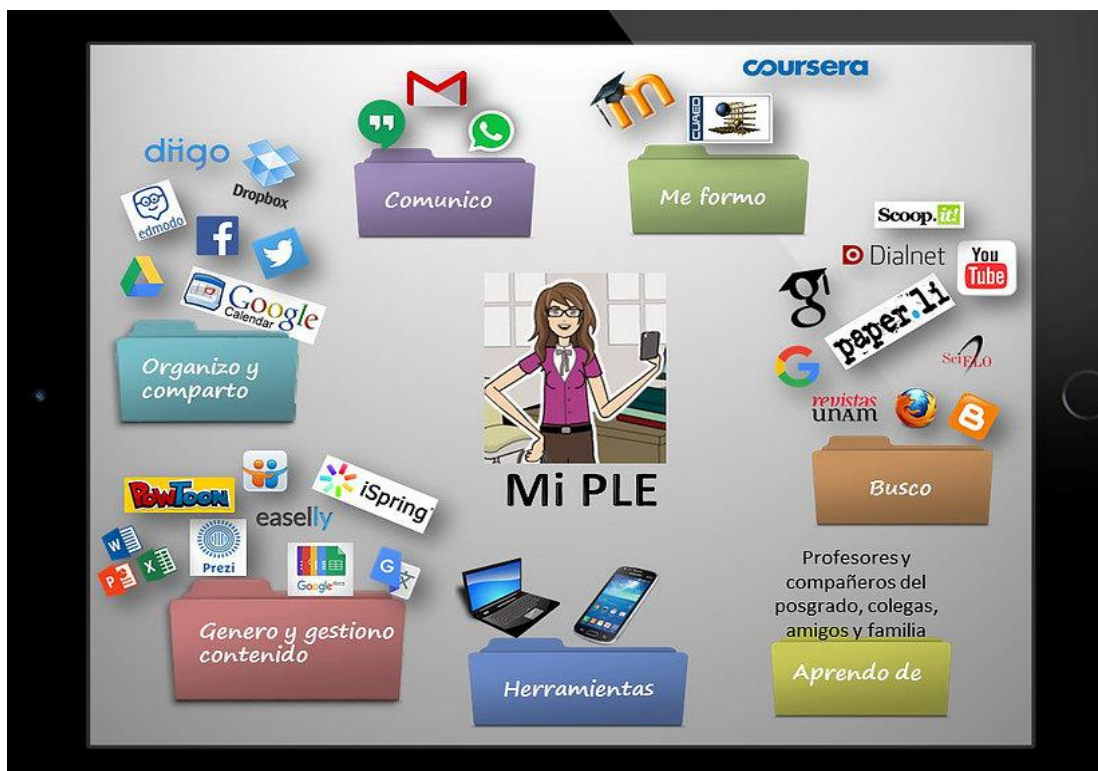 coursera
CUAED
Comunico
Me formo
diigo
Dropbox
edmodo
Google
Calendar
Organizo y
comparto
Scoop.it!
Dialnet
You
Tube
paper.li
SciELO
revistas
UNAM
Busco
Mi PLE
PowToon
iSpring
easelly
Prezi
Google docs
Genero y gestiono
contenido
Herramientas
Profesores y
compañeros del
posgrado, colegas,
amigos y familia
Aprendo de